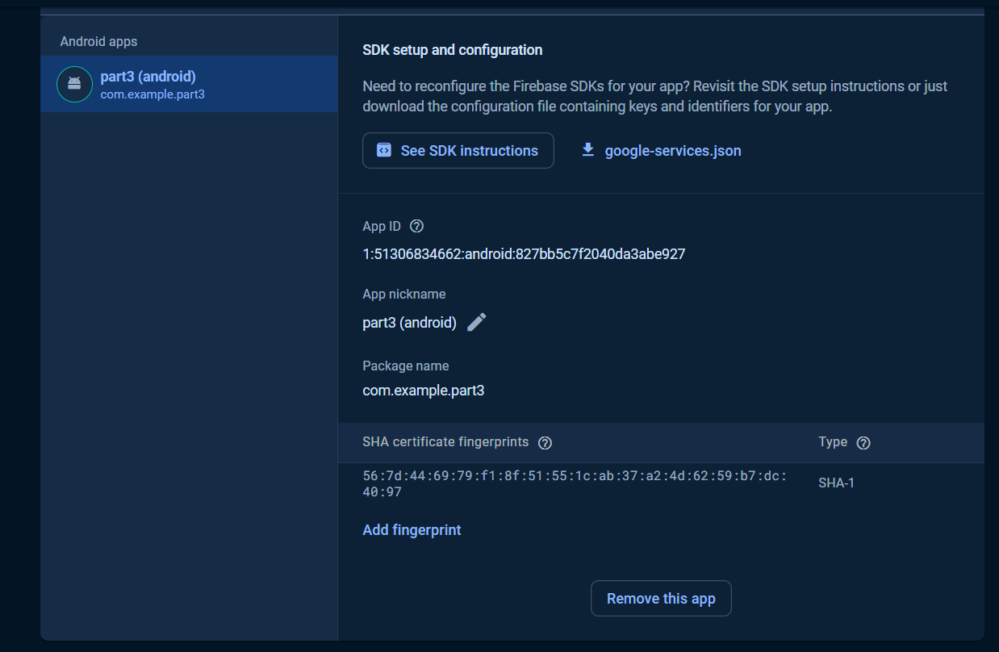 Android apps
part3 (android)
com.example.part3
SDK setup and configuration
Need to reconfigure the Firebase SDKs for your app? Revisit the SDK setup instructions or just
download the configuration file containing keys and identifiers for your app.
See SDK instructions
google-services.json
App ID
1:51306834662:android:827bb5c7f2040da3abe927
App nickname
part3 (android)
Package name
com.example.part3
SHA certificate fingerprints
Type
56:7d:44:69:79:f1:8f:51:55:1c:ab:37:a2:4d:62:59:b7:dc:
40:97
SHA-1
Add fingerprint
Remove this app